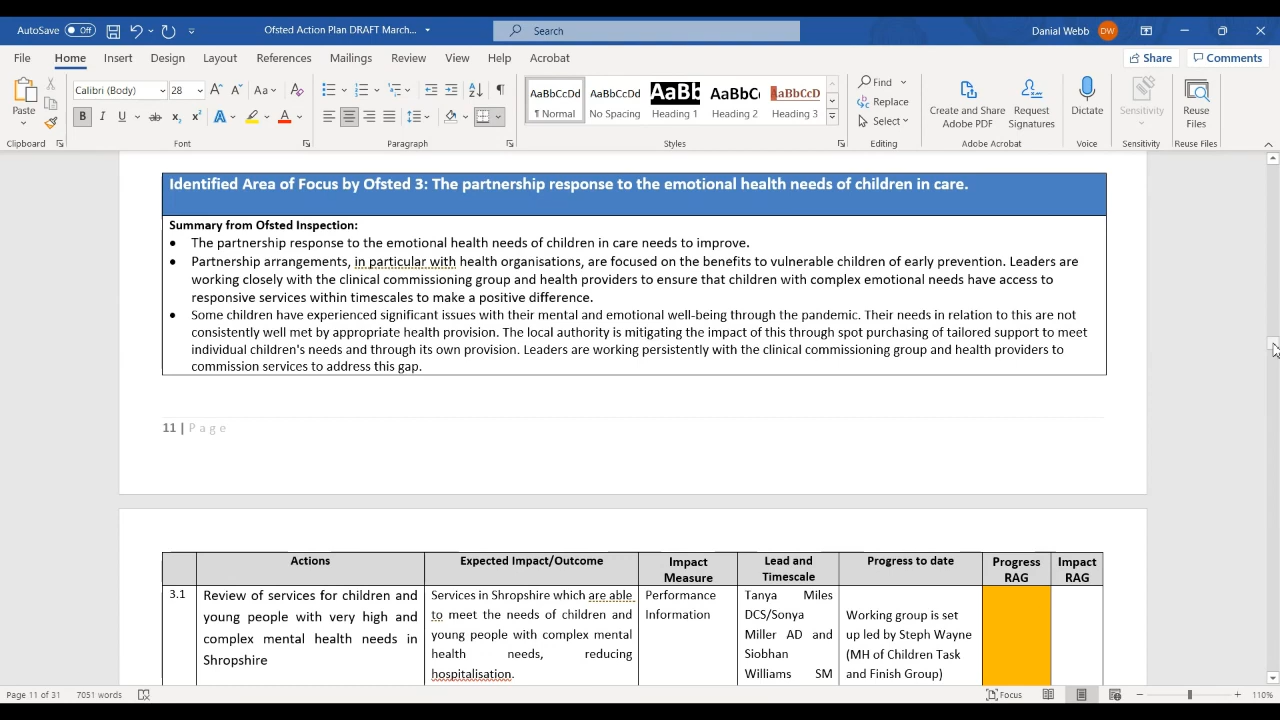 AutoSave Off Ofsted Action Plan DRAFT March... Search Danial Webb DW
File Home Insert Design Layout References Mailings Review View Help Acrobat Share Comments
Paste Calibri (Body) 28 Find Replace Select Create and Share Adobe PDF Request Signatures Dictate Sensitivity Reuse Files
AaBbCcDd AaBbCcDd AaBb AaBbC AaBbCcD
Normal No Spacing Heading 1 Heading 2 Heading 3
Clipboard Font Paragraph Styles Editing Adobe Acrobat Voice Sensitivity Reuse Files
Identified Area of Focus by Ofsted 3: The partnership response to the emotional health needs of children in care.
Summary from Ofsted Inspection:
• The partnership response to the emotional health needs of children in care needs to improve.
• Partnership arrangements, in particular with health organisations, are focused on the benefits to vulnerable children of early prevention. Leaders are
working closely with the clinical commissioning group and health providers to ensure that children with complex emotional needs have access to
responsive services within timescales to make a positive difference.
• Some children have experienced significant issues with their mental and emotional well-being through the pandemic. Their needs in relation to this are not
consistently well met by appropriate health provision. The local authority is mitigating the impact of this through spot purchasing of tailored support to meet
individual children's needs and through its own provision. Leaders are working persistently with the clinical commissioning group and health providers to
commission services to address this gap.
11 | Page
Actions
Expected Impact/Outcome
Impact
Measure
Lead and
Timescale
Progress to date
Progress
RAG
Impact
RAG
3.1
Review of services for children and
young people with very high and
complex mental health needs in
Shropshire
Services in Shropshire which are able
to meet the needs of children and
young people with complex mental
health needs, reducing
hospitalisation.
Performance
Information
Tanya Miles
DCS/Sonya
Miller AD and
Siobhan
Williams SM
Working group is set
up led by Steph Wayne
(MH of Children Task
and Finish Group)
Page 11 of 31 7051 words Focus 110%